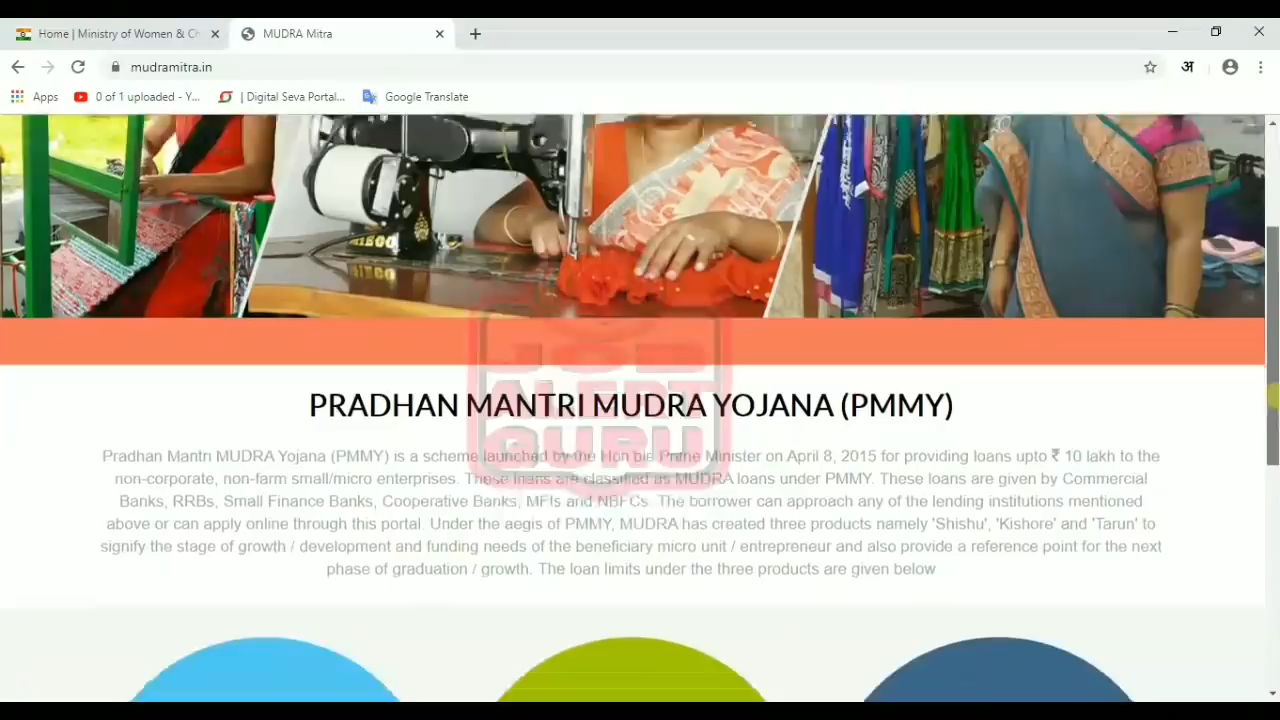 Home | Ministry of Women & Ch
MUDRA Mitra
mudramitra.in
अ
Apps
0 of 1 uploaded - Y...
| Digital Seva Portal...
Google Translate
JOB
ALERT
GURU
PRADHAN MANTRI MUDRA YOJANA (PMMY)
Pradhan Mantri MUDRA Yojana (PMMY) is a scheme launched by the Hon'ble Prime Minister on April 8, 2015 for providing loans upto ₹ 10 lakh to the
non-corporate, non-farm small/micro enterprises. These loans are classified as MUDRA loans under PMMY. These loans are given by Commercial
Banks, RRBs, Small Finance Banks, Cooperative Banks, MFIs and NBFCs. The borrower can approach any of the lending institutions mentioned
above or can apply online through this portal. Under the aegis of PMMY, MUDRA has created three products namely 'Shishu', 'Kishore' and 'Tarun' to
signify the stage of growth / development and funding needs of the beneficiary micro unit / entrepreneur and also provide a reference point for the next
phase of graduation / growth. The loan limits under the three products are given below